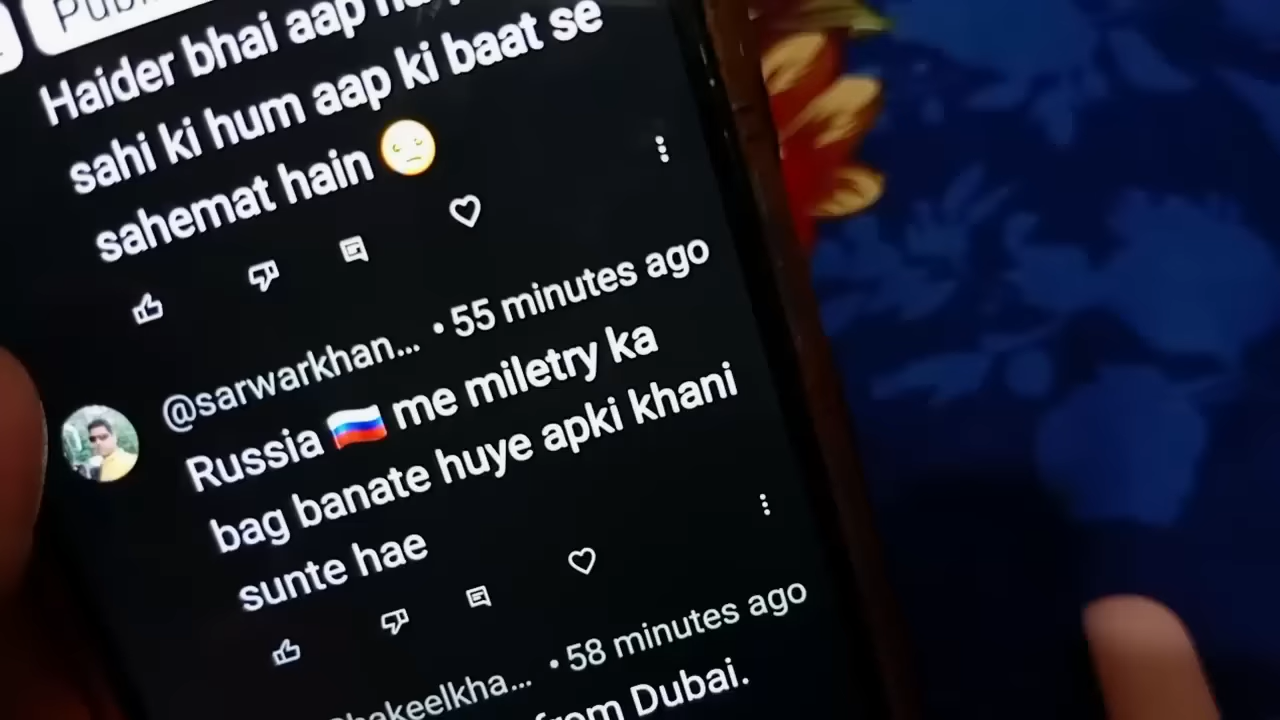 Haider bhai aap
sahi ki hum aap ki baat se
sahemat hain 😐
@sarwarkhan... • 55 minutes ago
Russia 🇷🇺 me miletry ka
bag banate huye apki khani
sunte hae
• 58 minutes ago
from Dubai.